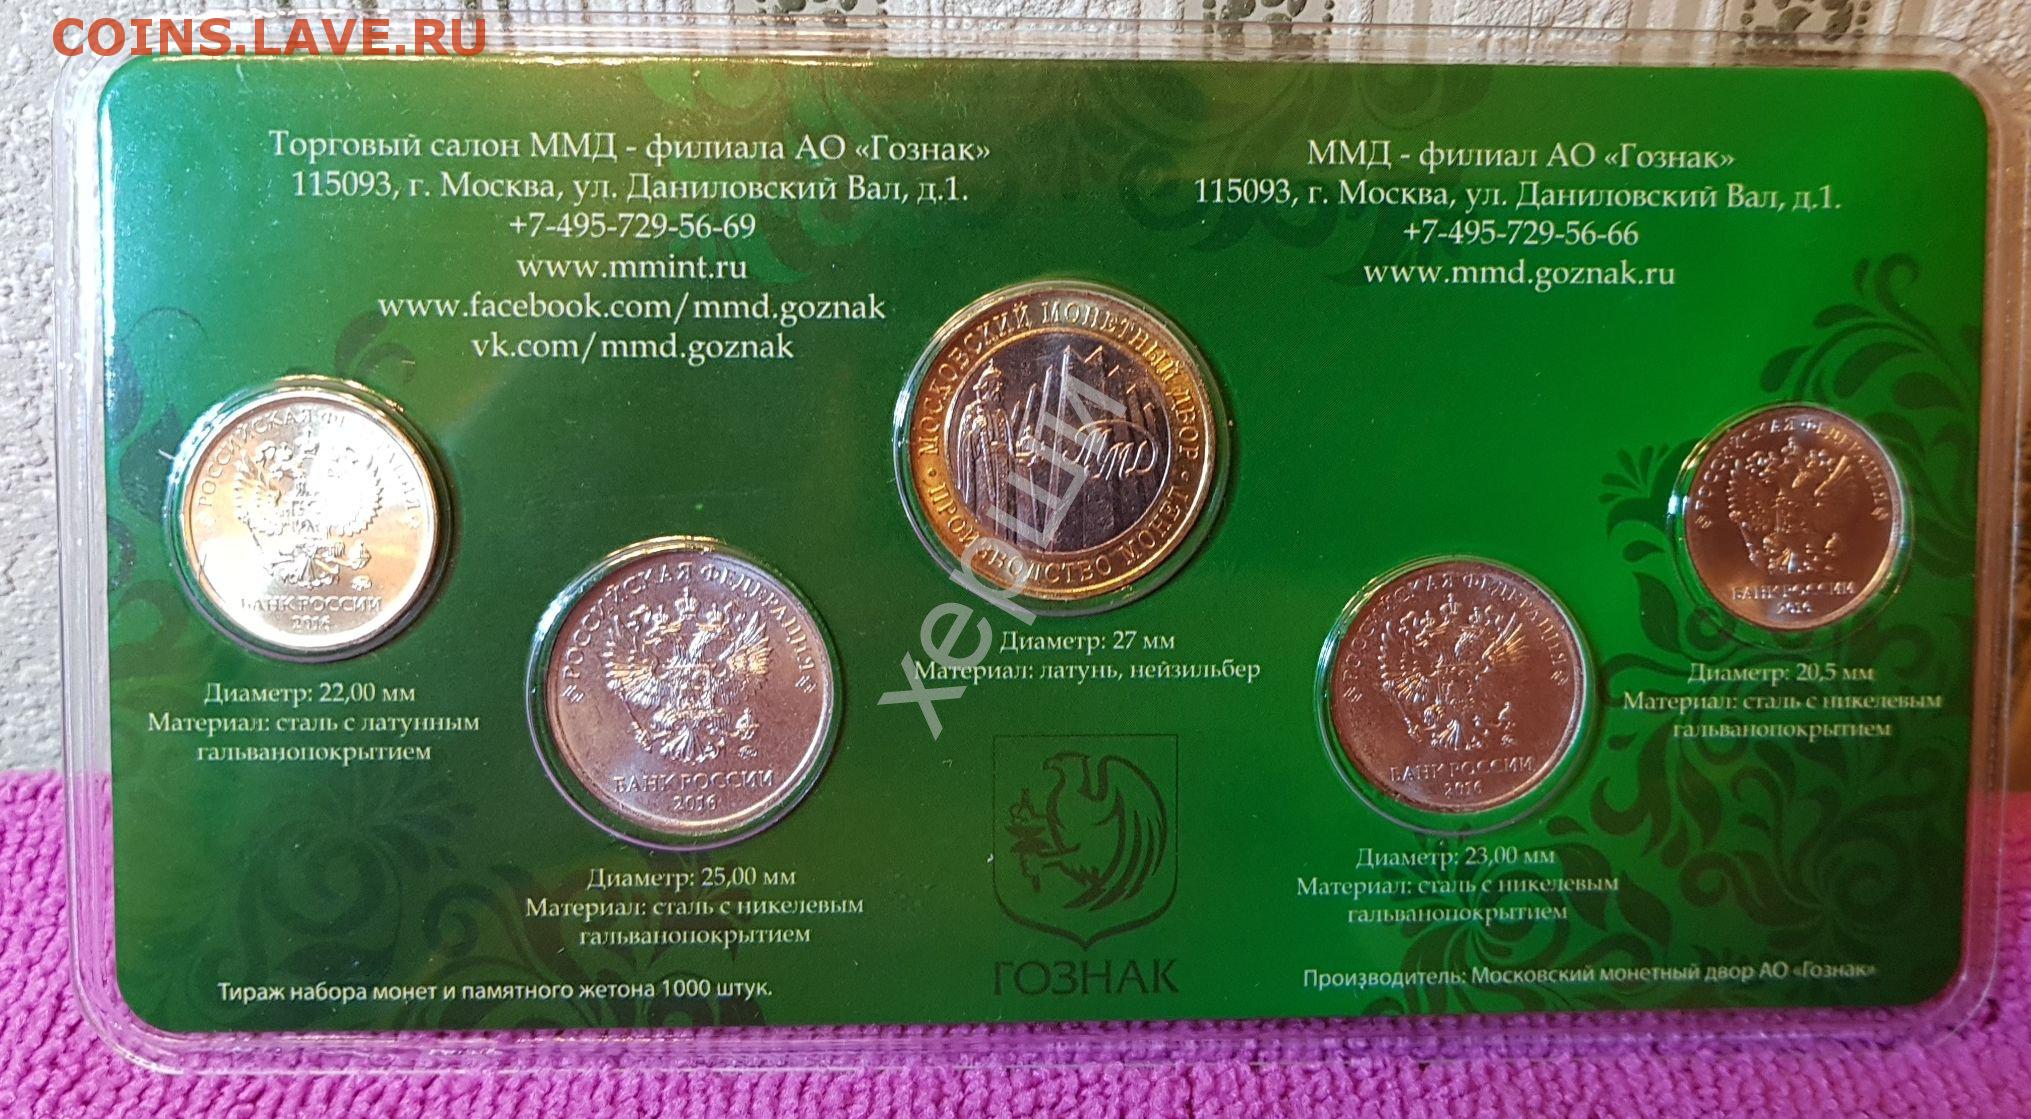 COINS.LAVE.RU
Торговый салон ММД - филиала АО «Гознак»
115093, г. Москва, ул. Даниловский Вал, д.1.
+7-495-729-56-69
www.mmint.ru
www.facebook.com/mmd.goznak
vk.com/mmd.goznak
ММД - филиал АО «Гознак»
115093, г. Москва, ул. Даниловский Вал, д.1.
+7-495-729-56-66
www.mmd.goznak.ru
РОССИЙСКАЯ ФЕДЕРАЦИЯ
БАНК РОССИИ
2016
Диаметр: 22,00 мм
Материал: сталь с латунным
гальванопокрытием
РОССИЙСКАЯ ФЕДЕРАЦИЯ
БАНК РОССИИ
2016
Диаметр: 25,00 мм
Материал: сталь с никелевым
гальванопокрытием
• МОСКОВСКИЙ МОНЕТНЫЙ ДВОР •
ПРОИЗВОДСТВО МОНЕТ
ММД
Диаметр: 27 мм
Материал: латунь, нейзильбер
хершли
РОССИЙСКАЯ ФЕДЕРАЦИЯ
БАНК РОССИИ
2016
Диаметр: 23,00 мм
Материал: сталь с никелевым
гальванопокрытием
РОССИЙСКАЯ ФЕДЕРАЦИЯ
БАНК РОССИИ
2016
Диаметр: 20,5 мм
Материал: сталь с никелевым
гальванопокрытием
ГОЗНАК
Тираж набора монет и памятного жетона 1000 штук.
Производитель: Московский монетный двор АО «Гознак»